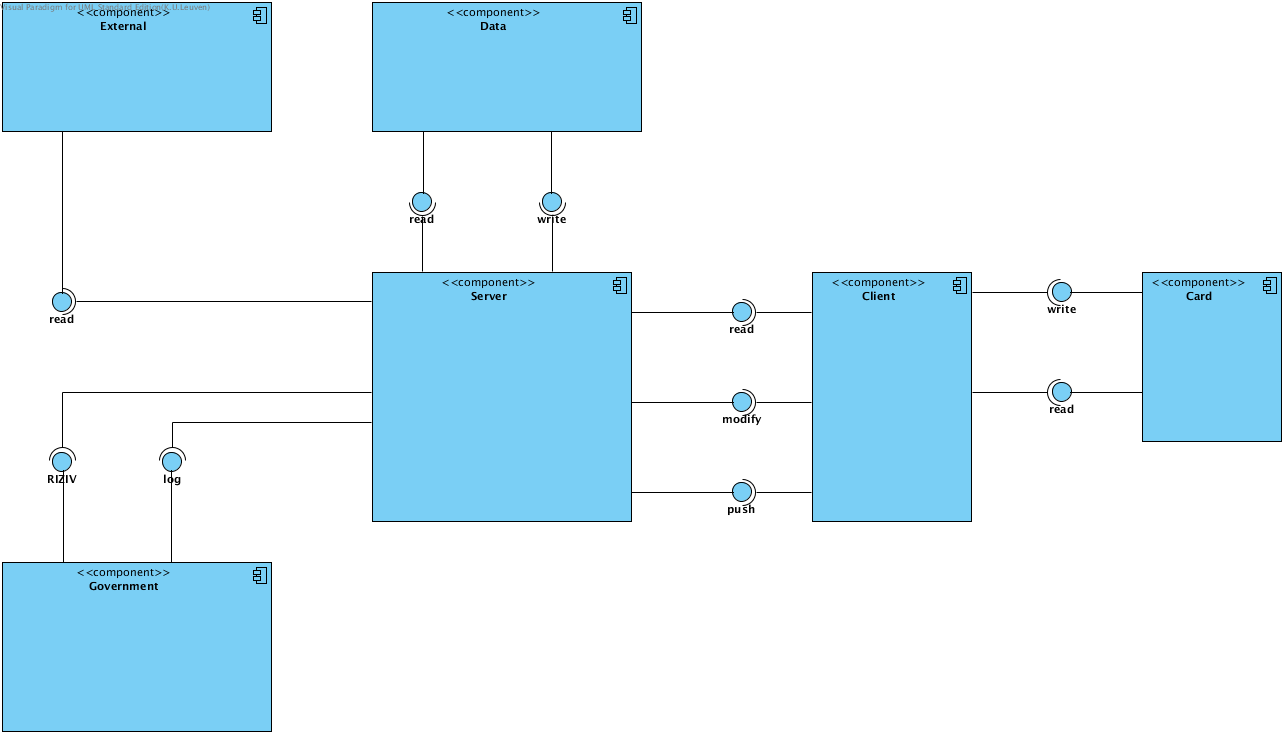 Visual Paradigm for UML Standard Edition(K.U.Leuven)
<<component>>
External
<<component>>
Data
read
write
<<component>>
Server
<<component>>
Client
<<component>>
Card
read
read
write
modify
read
RIZIV
log
push
<<component>>
Government